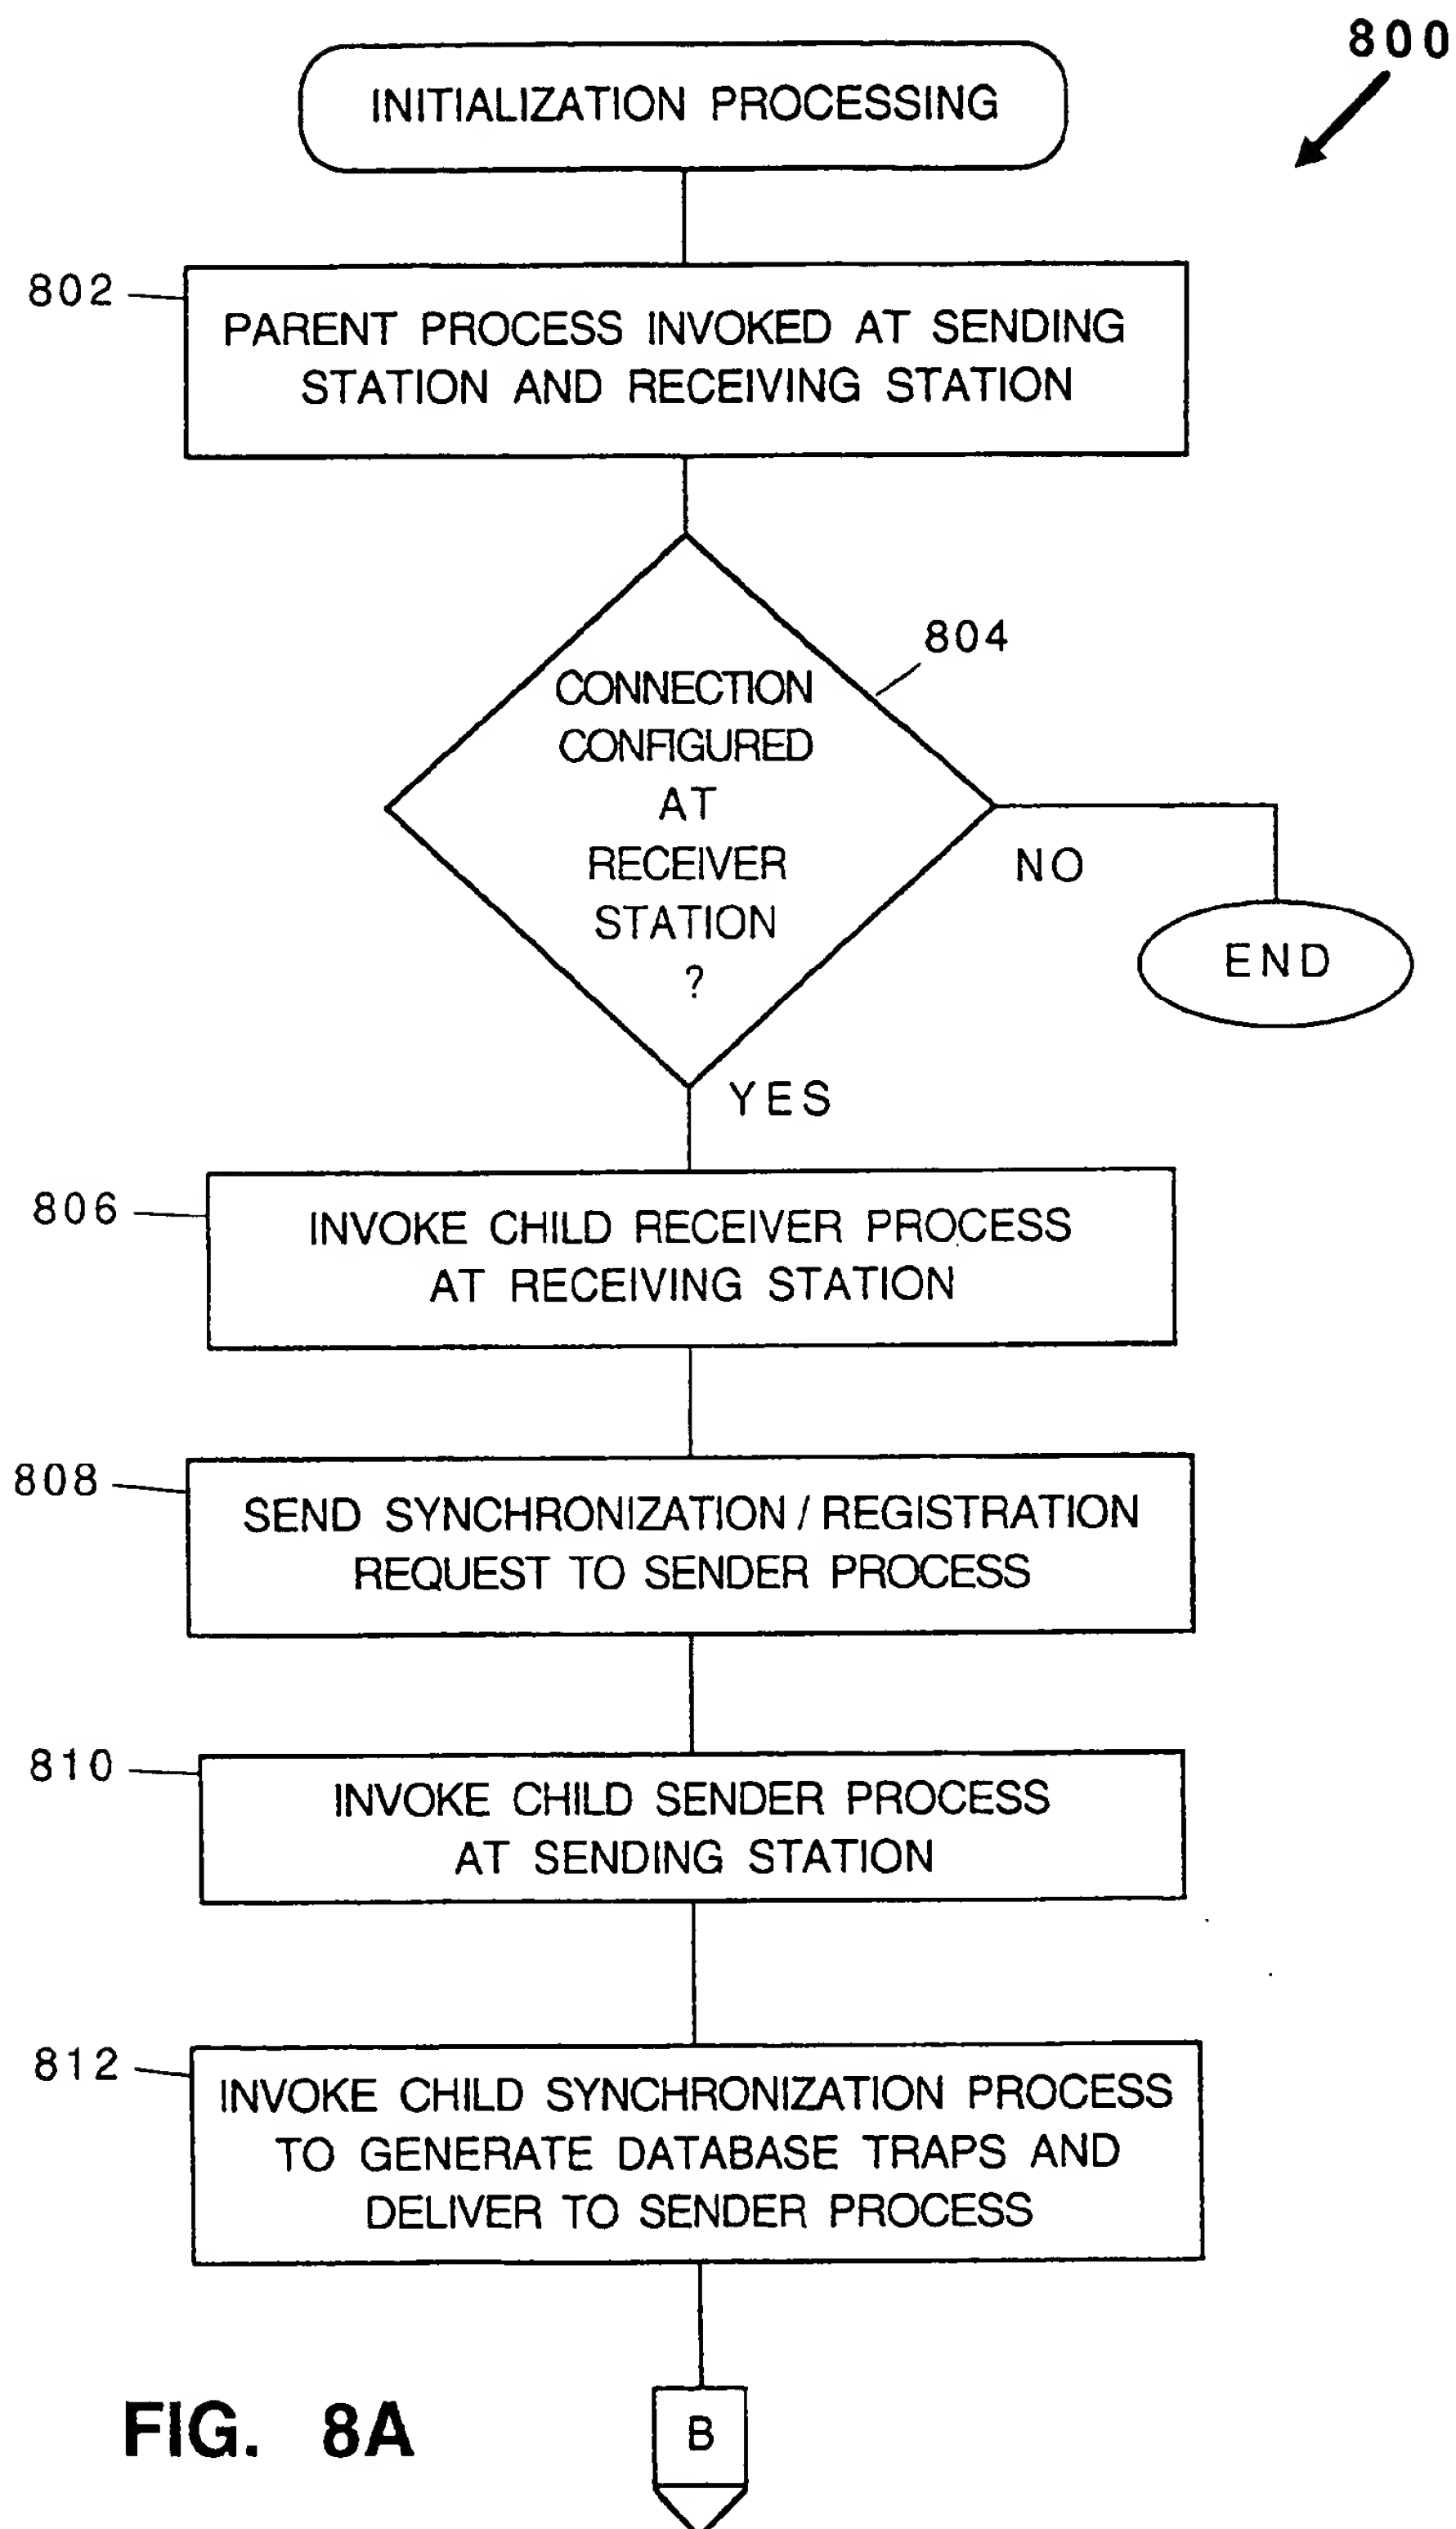 800
INITIALIZATION PROCESSING
802
PARENT PROCESS INVOKED AT SENDING
STATION AND RECEIVING STATION
804
CONNECTION
CONFIGURED
AT
RECEIVER
STATION
?
NO
END
YES
806
INVOKE CHILD RECEIVER PROCESS
AT RECEIVING STATION
808
SEND SYNCHRONIZATION / REGISTRATION
REQUEST TO SENDER PROCESS
810
INVOKE CHILD SENDER PROCESS
AT SENDING STATION
812
INVOKE CHILD SYNCHRONIZATION PROCESS
TO GENERATE DATABASE TRAPS AND
DELIVER TO SENDER PROCESS
B
FIG. 8A